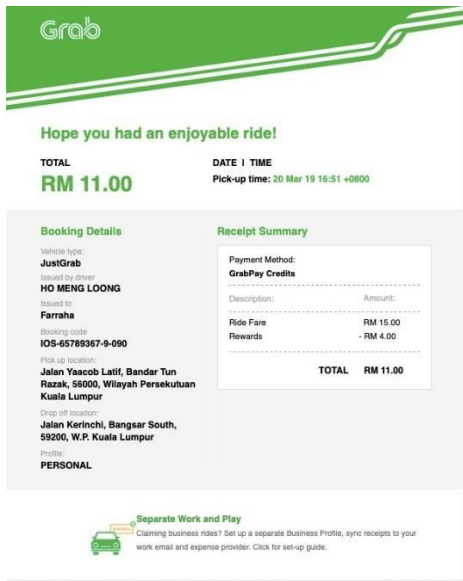 Grab
Hope you had an enjoyable ride!
TOTAL
RM 11.00
DATE | TIME
Pick-up time: 20 Mar 19 16:51 +0800
Booking Details
Vehicle type:
JustGrab
Issued by driver
HO MENG LOONG
Issued to
Farraha
Booking code
IOS-65789367-9-090
Pick up location:
Jalan Yaacob Latif, Bandar Tun
Razak, 56000, Wilayah Persekutuan
Kuala Lumpur
Drop off location:
Jalan Kerinchi, Bangsar South,
59200, W.P. Kuala Lumpur
Profile:
PERSONAL
Receipt Summary
Payment Method:
GrabPay Credits
Description: Amount:
Ride Fare RM 15.00
Rewards - RM 4.00
TOTAL RM 11.00
Separate Work and Play
Claiming business rides? Set up a separate Business Profile, sync receipts to your
work email and expense provider. Click for set-up guide.